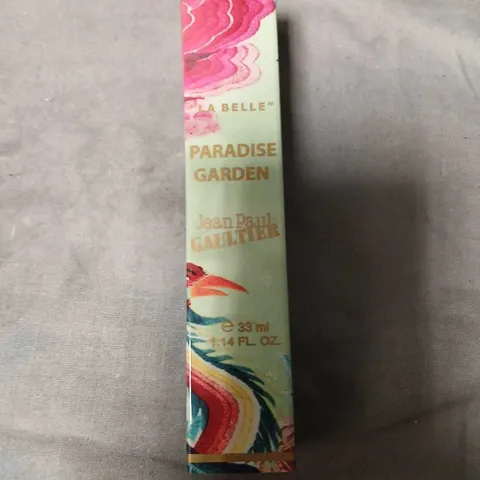 "LA BELLE"
PARADISE
GARDEN
Jean Paul
GAULTIER
e 33 ml
1.14 FL. OZ.